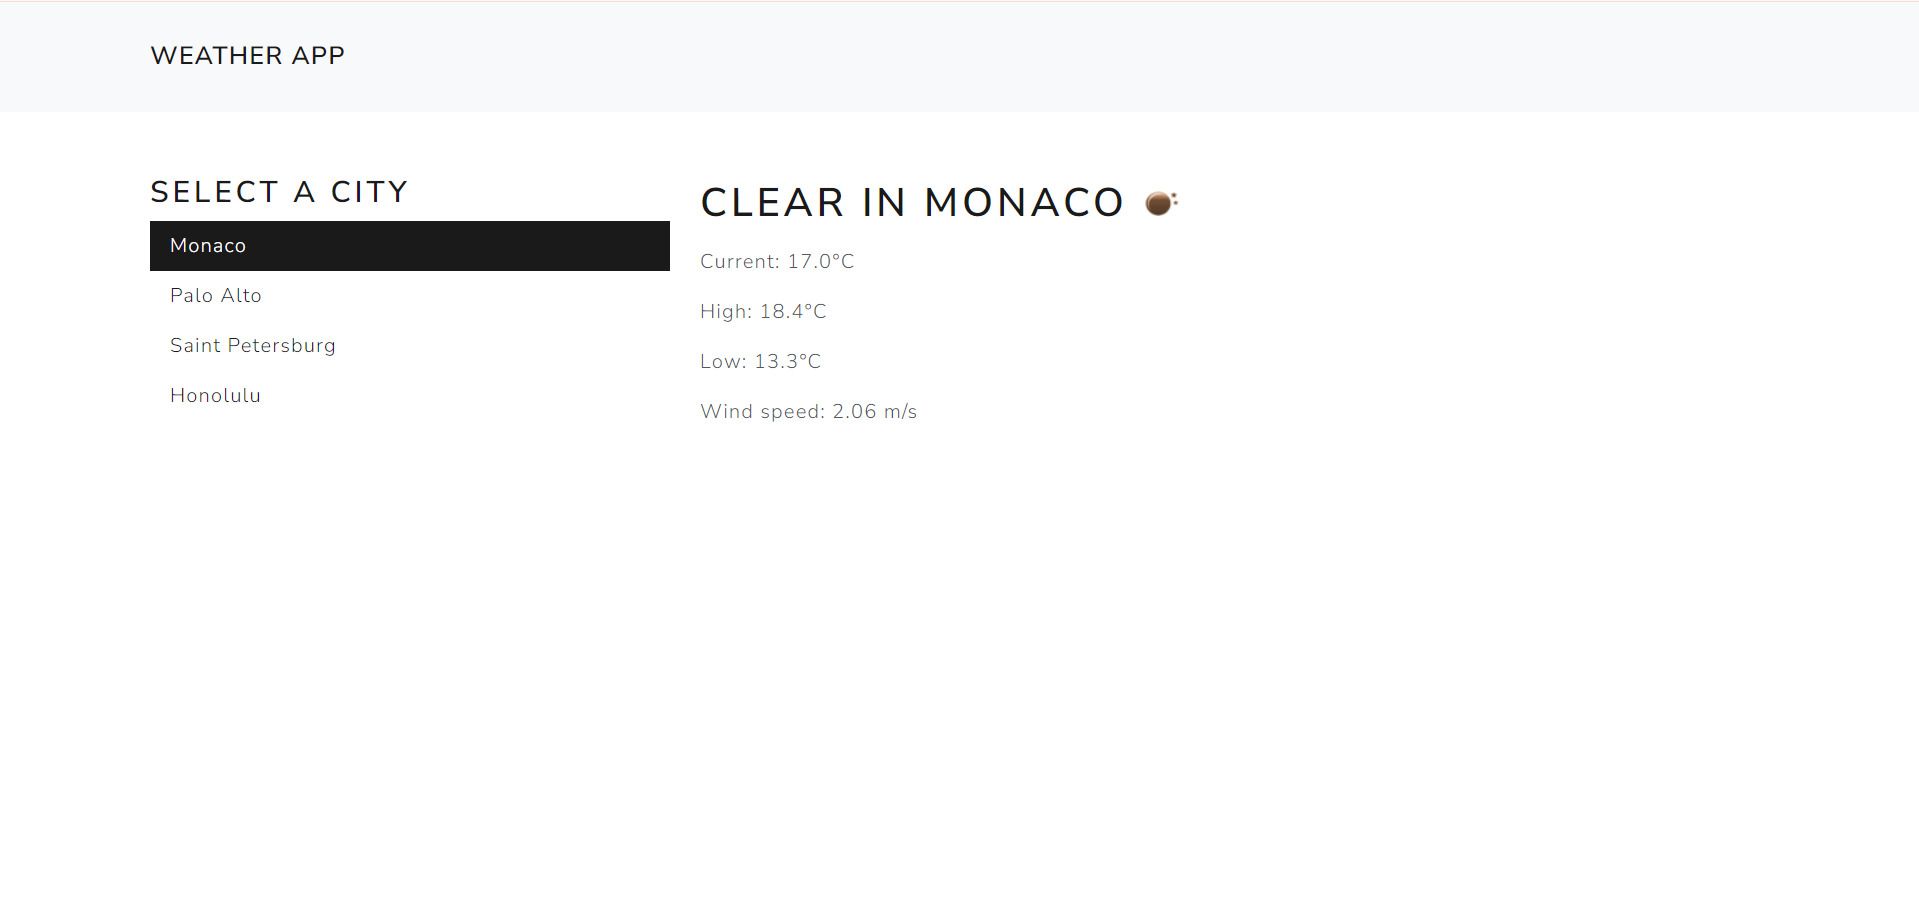 WEATHER APP
SELECT A CITY
Monaco
Palo Alto
Saint Petersburg
Honolulu
CLEAR IN MONACO
Current: 17.0°C
High: 18.4°C
Low: 13.3°C
Wind speed: 2.06 m/s